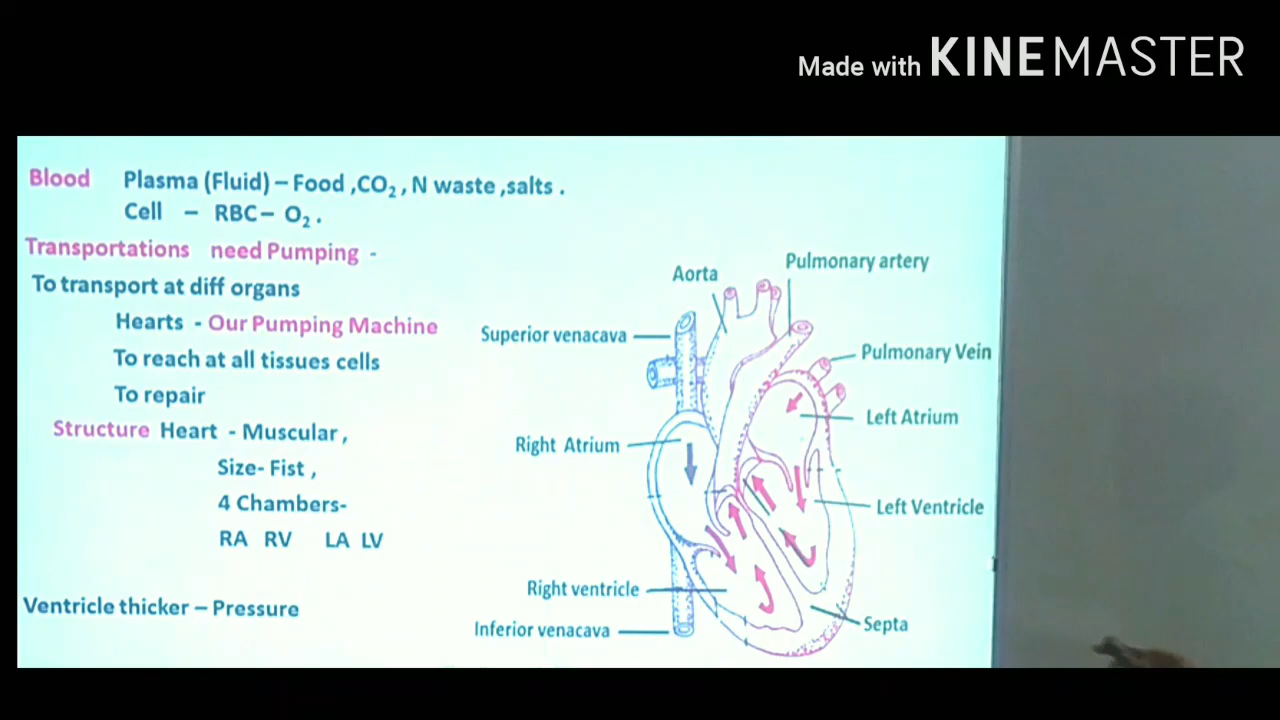 Made with KINEMASTER
Blood Plasma (Fluid) – Food ,CO₂ , N waste ,salts .
Cell – RBC – O₂ .
Transportations need Pumping -
To transport at diff organs
Hearts - Our Pumping Machine
To reach at all tissues cells
To repair
Structure Heart - Muscular ,
Size- Fist ,
4 Chambers-
RA RV LA LV
Ventricle thicker – Pressure
Aorta
Pulmonary artery
Superior venacava
Pulmonary Vein
Left Atrium
Right Atrium
Left Ventricle
Right ventricle
Inferior venacava
Septa